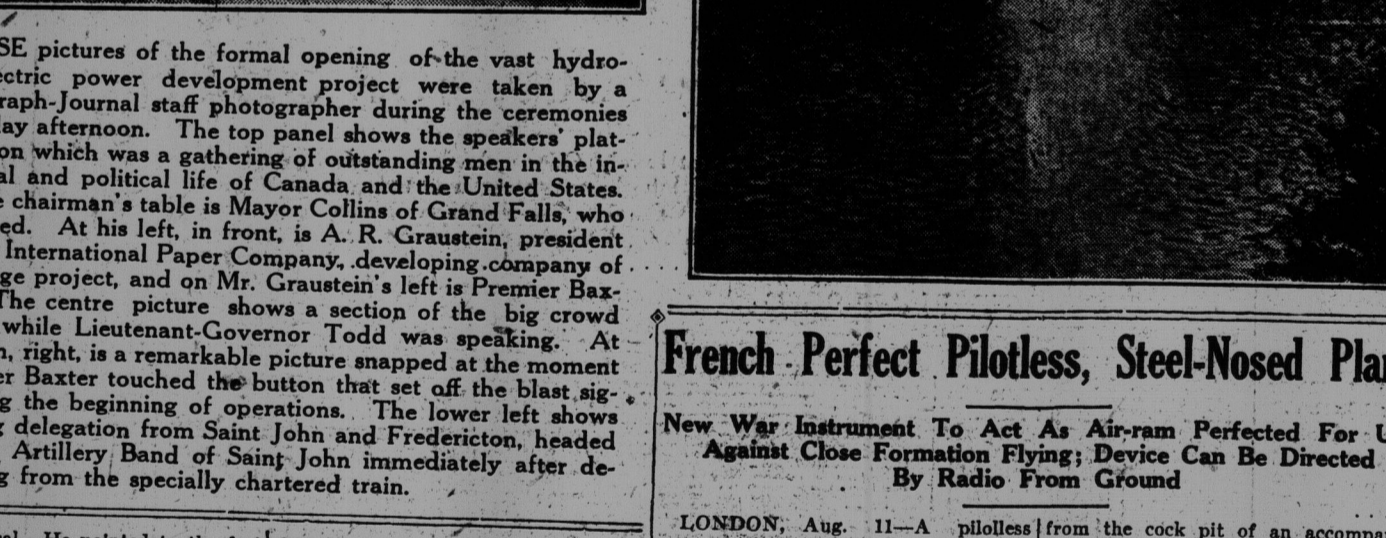 SE pictures of the formal opening of the vast hydro-
ectric power development project were taken by a
raph-Journal staff photographer during the ceremonies
ay afternoon. The top panel shows the speakers' plat-
on which was a gathering of outstanding men in the in-
al and political life of Canada and the United States.
e chairman's table is Mayor Collins of Grand Falls, who
ed. At his left, in front, is A. R. Graustein, president
International Paper Company, developing company of
ge project, and on Mr. Graustein's left is Premier Bax-
The centre picture shows a section of the big crowd
while Lieutenant-Governor Todd was speaking. At
n, right, is a remarkable picture snapped at the moment
er Baxter touched the button that set off the blast sig-
g the beginning of operations. The lower left shows
g delegation from Saint John and Fredericton, headed
Artillery Band of Saint John immediately after de-
g from the specially chartered train.
French Perfect Pilotless, Steel-Nosed Pla
New War Instrument To Act As Air-ram Perfected For U
Against Close Formation Flying; Device Can Be Directed
By Radio From Ground
LONDON, Aug. 11—A pilolless
from the cock pit of an accompa